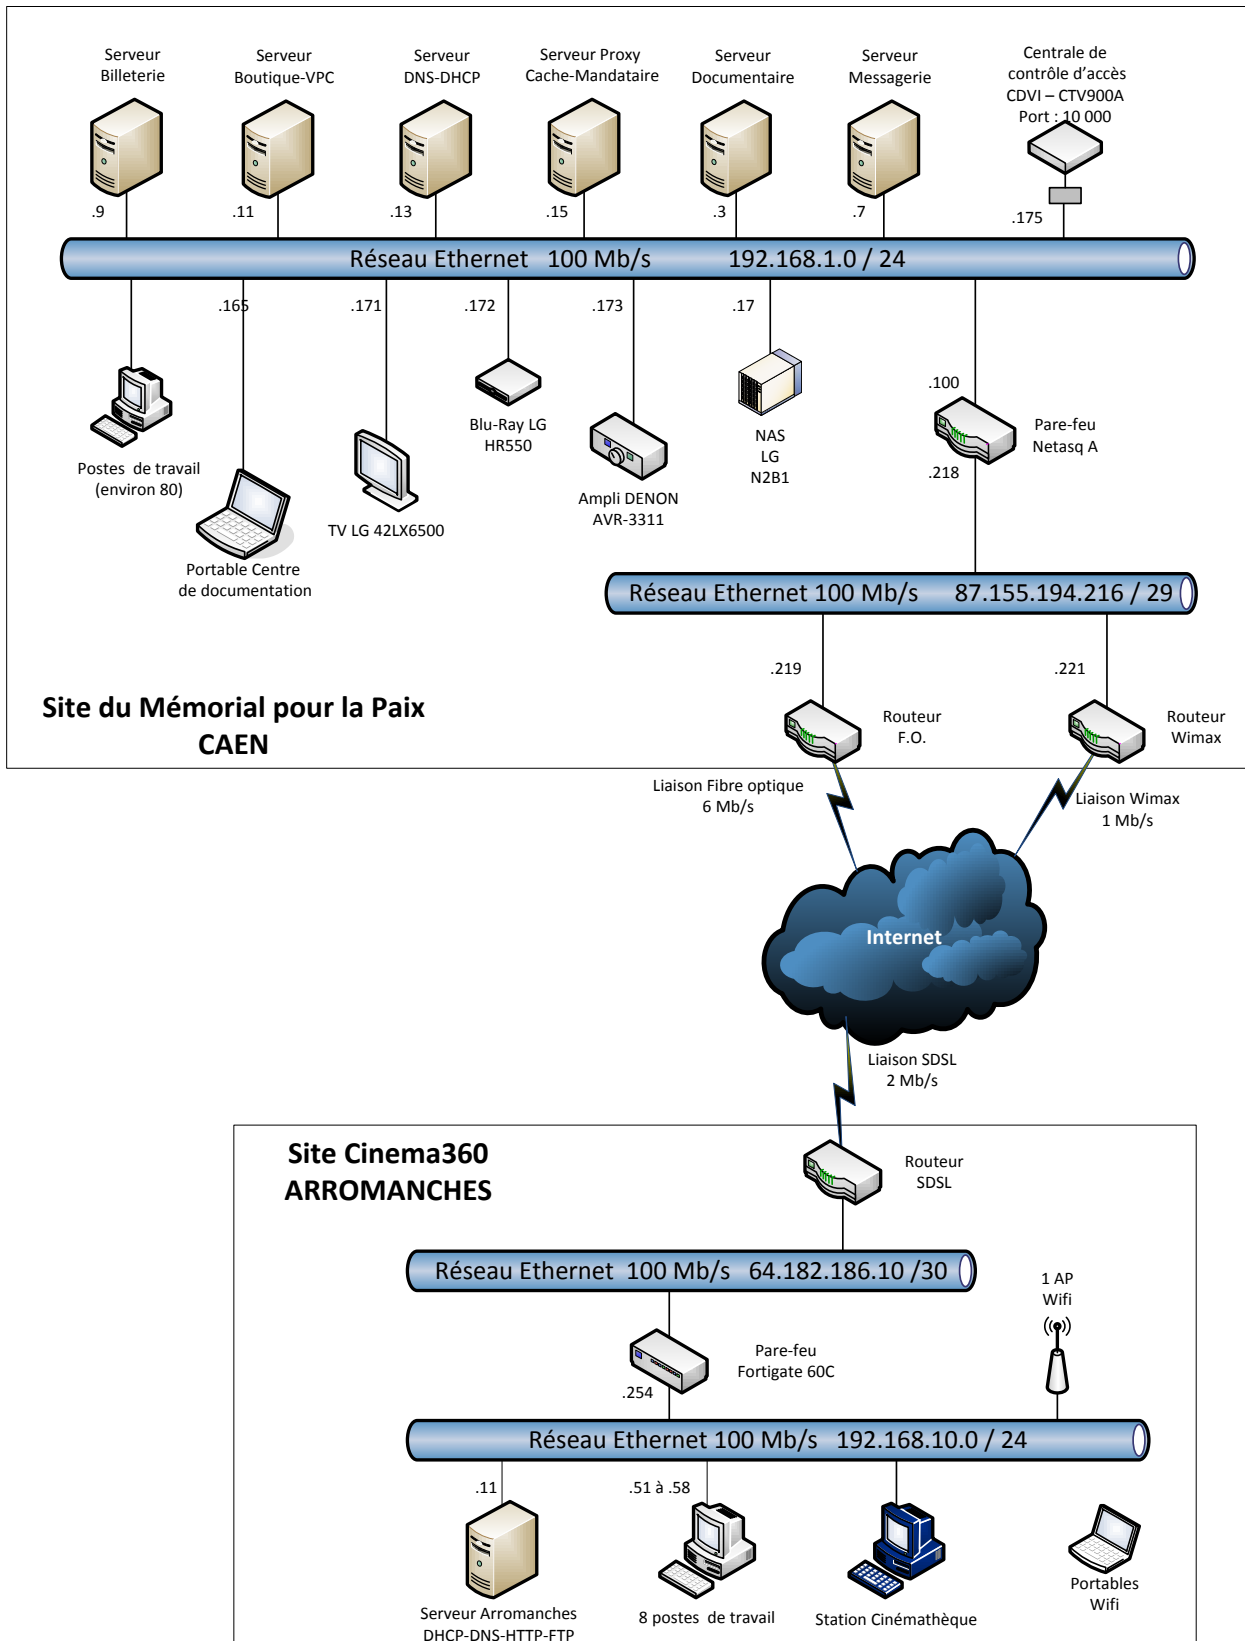 Serveur
Billeterie
Serveur
Boutique-VPC
Serveur
DNS-DHCP
Serveur Proxy
Cache-Mandataire
Serveur
Documentaire
Serveur
Messagerie
Centrale de
contrôle d'accès
CDVI – CTV900A
Port : 10 000
.9
.11
.13
.15
.3
.7
.175
Réseau Ethernet 100 Mb/s 192.168.1.0 / 24
.165
.171
.172
.173
.17
.100
Postes de travail
(environ 80)
Portable Centre
de documentation
TV LG 42LX6500
Blu-Ray LG
HR550
Ampli DENON
AVR-3311
NAS
LG
N2B1
Pare-feu
Netasq A
.218
Réseau Ethernet 100 Mb/s 87.155.194.216 / 29
.219
.221
Site du Mémorial pour la Paix
CAEN
Routeur
F.O.
Routeur
Wimax
Liaison Fibre optique
6 Mb/s
Liaison Wimax
1 Mb/s
Internet
Liaison SDSL
2 Mb/s
Site Cinema360
ARROMANCHES
Routeur
SDSL
Réseau Ethernet 100 Mb/s 64.182.186.10 /30
1 AP
Wifi
Pare-feu
Fortigate 60C
.254
Réseau Ethernet 100 Mb/s 192.168.10.0 / 24
.11
.51 à .58
Serveur Arromanches
DHCP-DNS-HTTP-FTP
8 postes de travail
Station Cinémathèque
Portables
Wifi